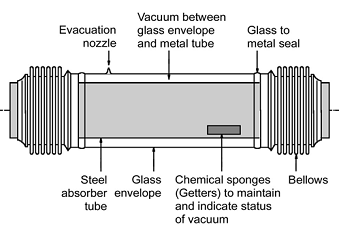 Evacuation
nozzle
Vacuum between
glass envelope
and metal tube
Glass to
metal seal
Steel
absorber
tube
Glass
envelope
Chemical sponges
(Getters) to maintain
and indicate status
of vacuum
Bellows